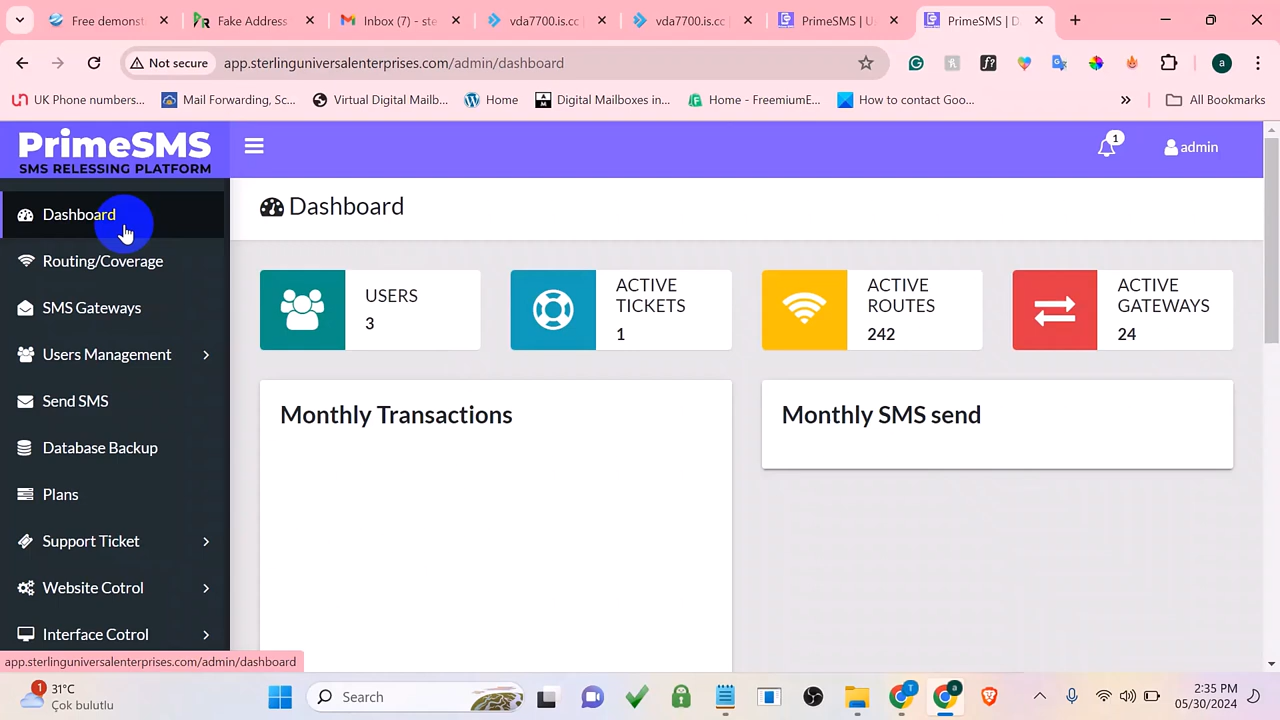 Free demonst
Fake Address
Inbox (7) - ste
vda7700.is.cc
vda7700.is.cc
PrimeSMS | U
PrimeSMS | D
Not secure
app.sterlinguniversalenterprises.com/admin/dashboard
UK Phone numbers...
Mail Forwarding, Sc...
Virtual Digital Mailb...
Home
Digital Mailboxes in...
Home - FreemiumE...
How to contact Goo...
All Bookmarks
PrimeSMS
SMS RELESSING PLATFORM
1
admin
Dashboard
Routing/Coverage
SMS Gateways
Users Management
Send SMS
Database Backup
Plans
Support Ticket
Website Cotrol
Interface Cotrol
Dashboard
USERS
3
ACTIVE
TICKETS
1
ACTIVE
ROUTES
242
ACTIVE
GATEWAYS
24
Monthly Transactions
Monthly SMS send
app.sterlinguniversalenterprises.com/admin/dashboard
1
31°C
Çok bulutlu
Search
2:35 PM
05/30/2024